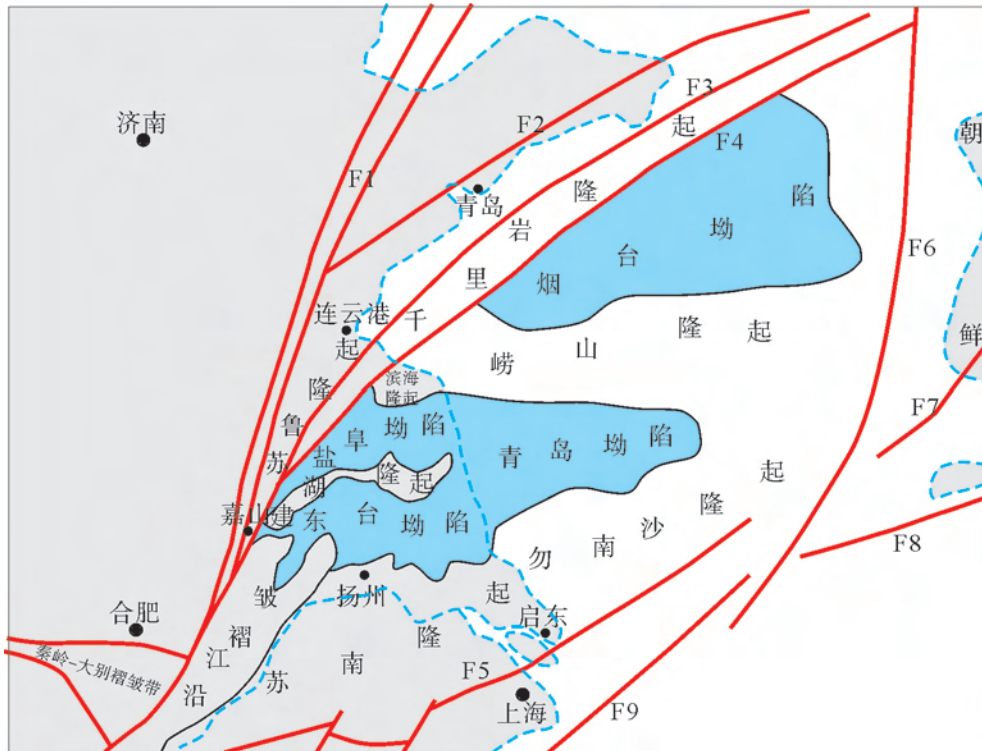 济南
F1
F2
F3
F4
F6
朝鲜
青岛
千里岩隆起
烟台坳陷
连云港
崂山隆起
苏鲁隆起
滨海
隆起
盐阜坳陷
青岛坳陷
建湖隆起
东台坳陷
勿南沙隆起
嘉山
F7
F8
扬州
启东
合肥
秦岭-大别褶皱带
沿江褶皱
苏南隆起
F5
上海
F9